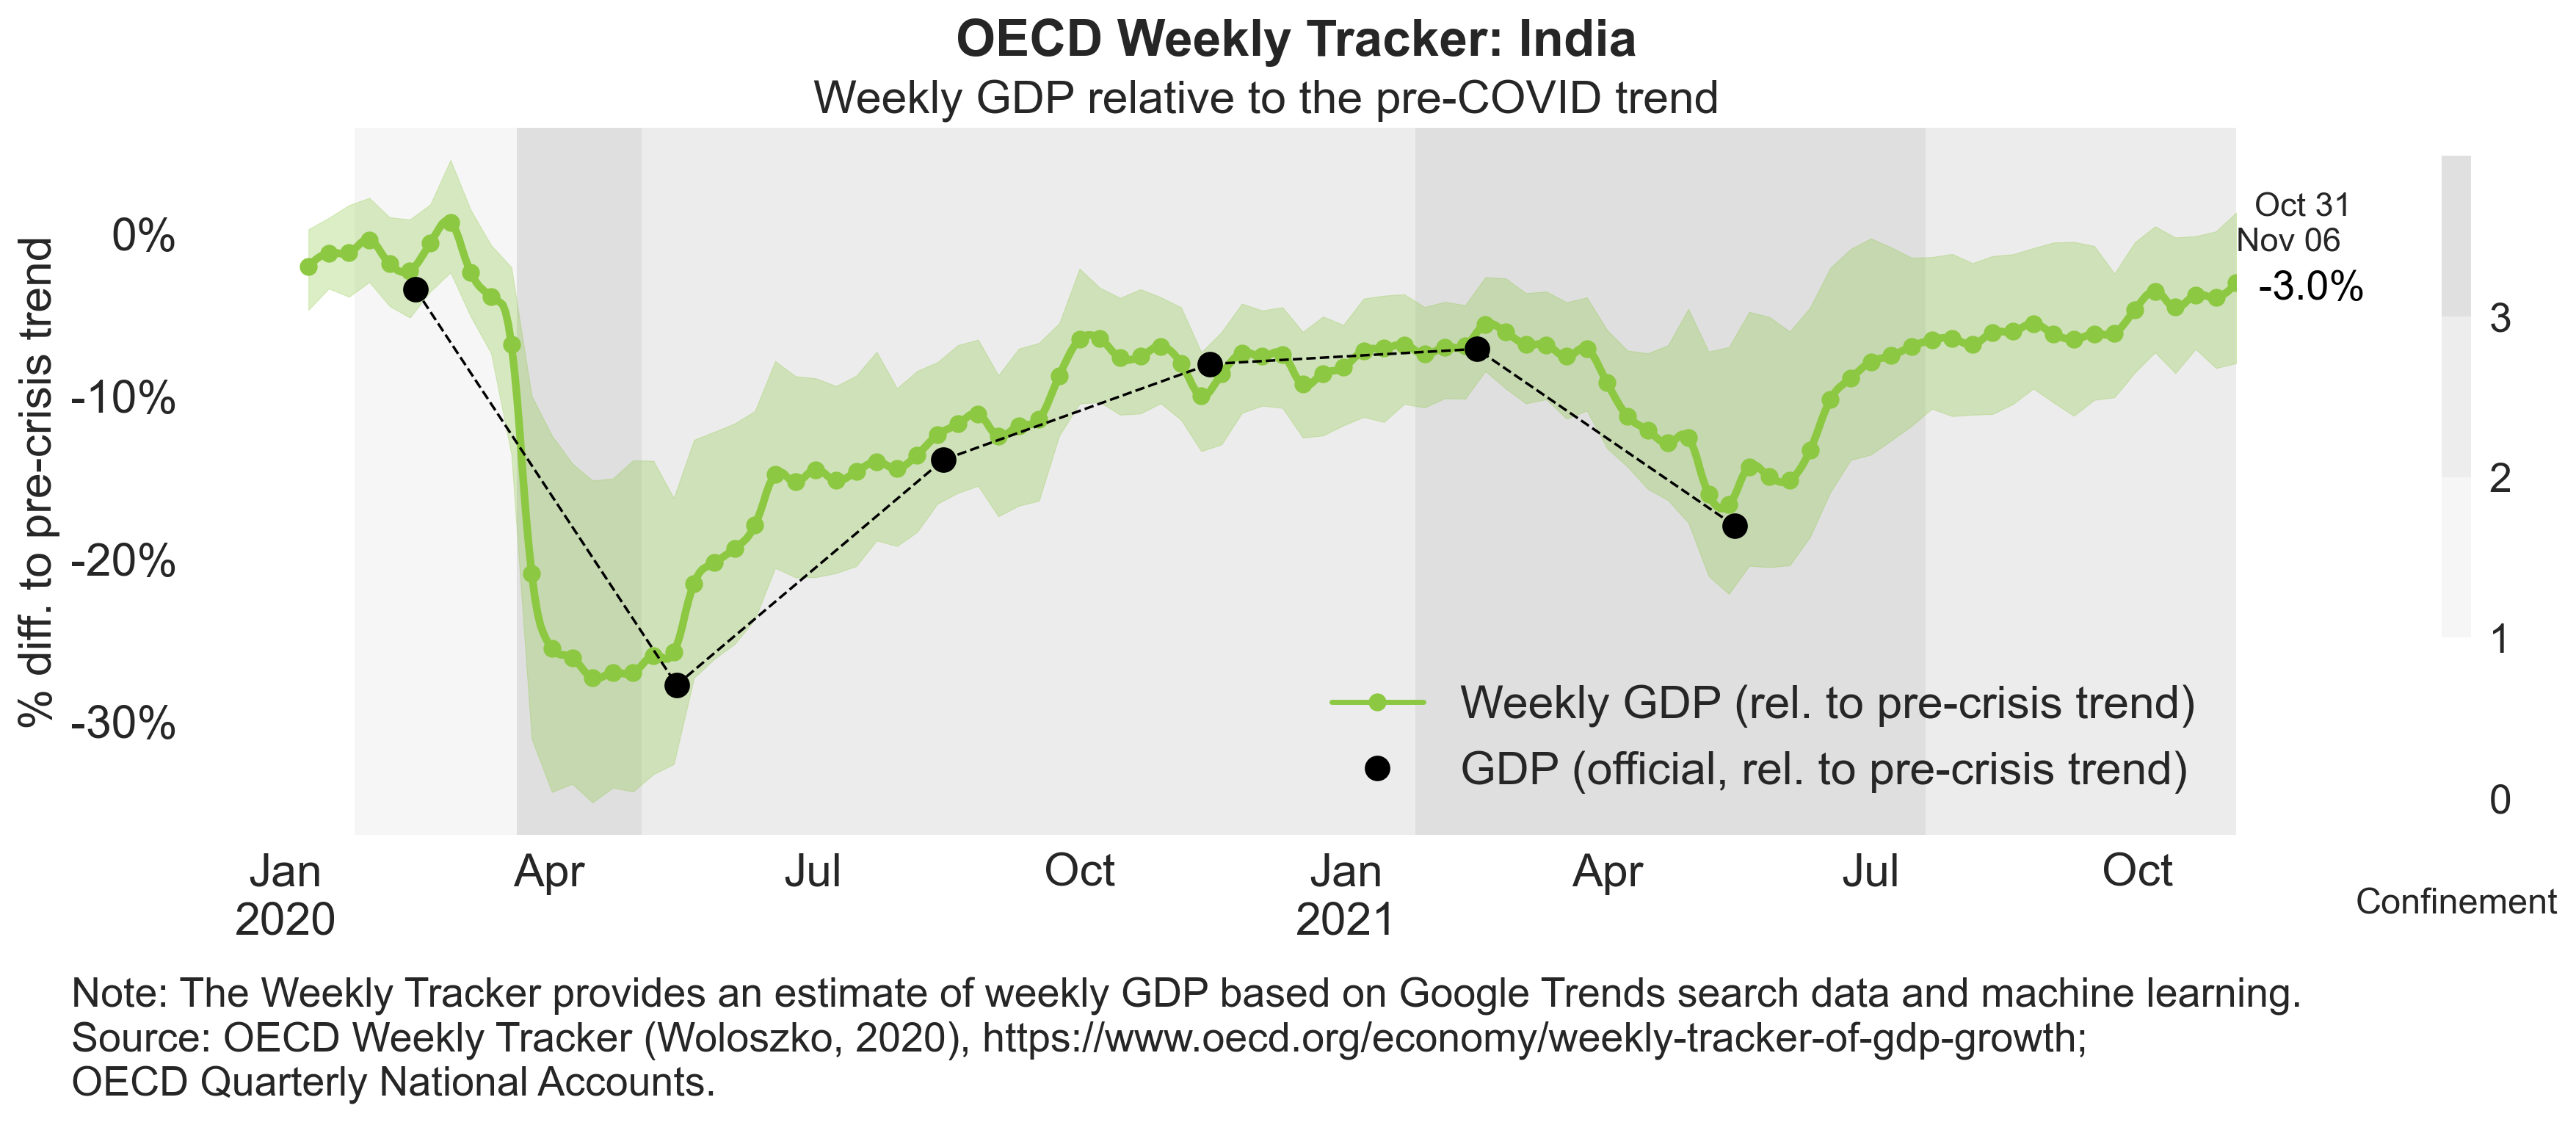 OECD Weekly Tracker: India
Weekly GDP relative to the pre-COVID trend
% diff. to pre-crisis trend
0%
-10%
-20%
-30%
Oct 31
Nov 06
-3.0%
3
2
1
0
Confinement
Weekly GDP (rel. to pre-crisis trend)
GDP (official, rel. to pre-crisis trend)
Jan Apr Jul Oct Jan Apr Jul Oct
2020 2021
Note: The Weekly Tracker provides an estimate of weekly GDP based on Google Trends search data and machine learning.
Source: OECD Weekly Tracker (Woloszko, 2020), https://www.oecd.org/economy/weekly-tracker-of-gdp-growth;
OECD Quarterly National Accounts.